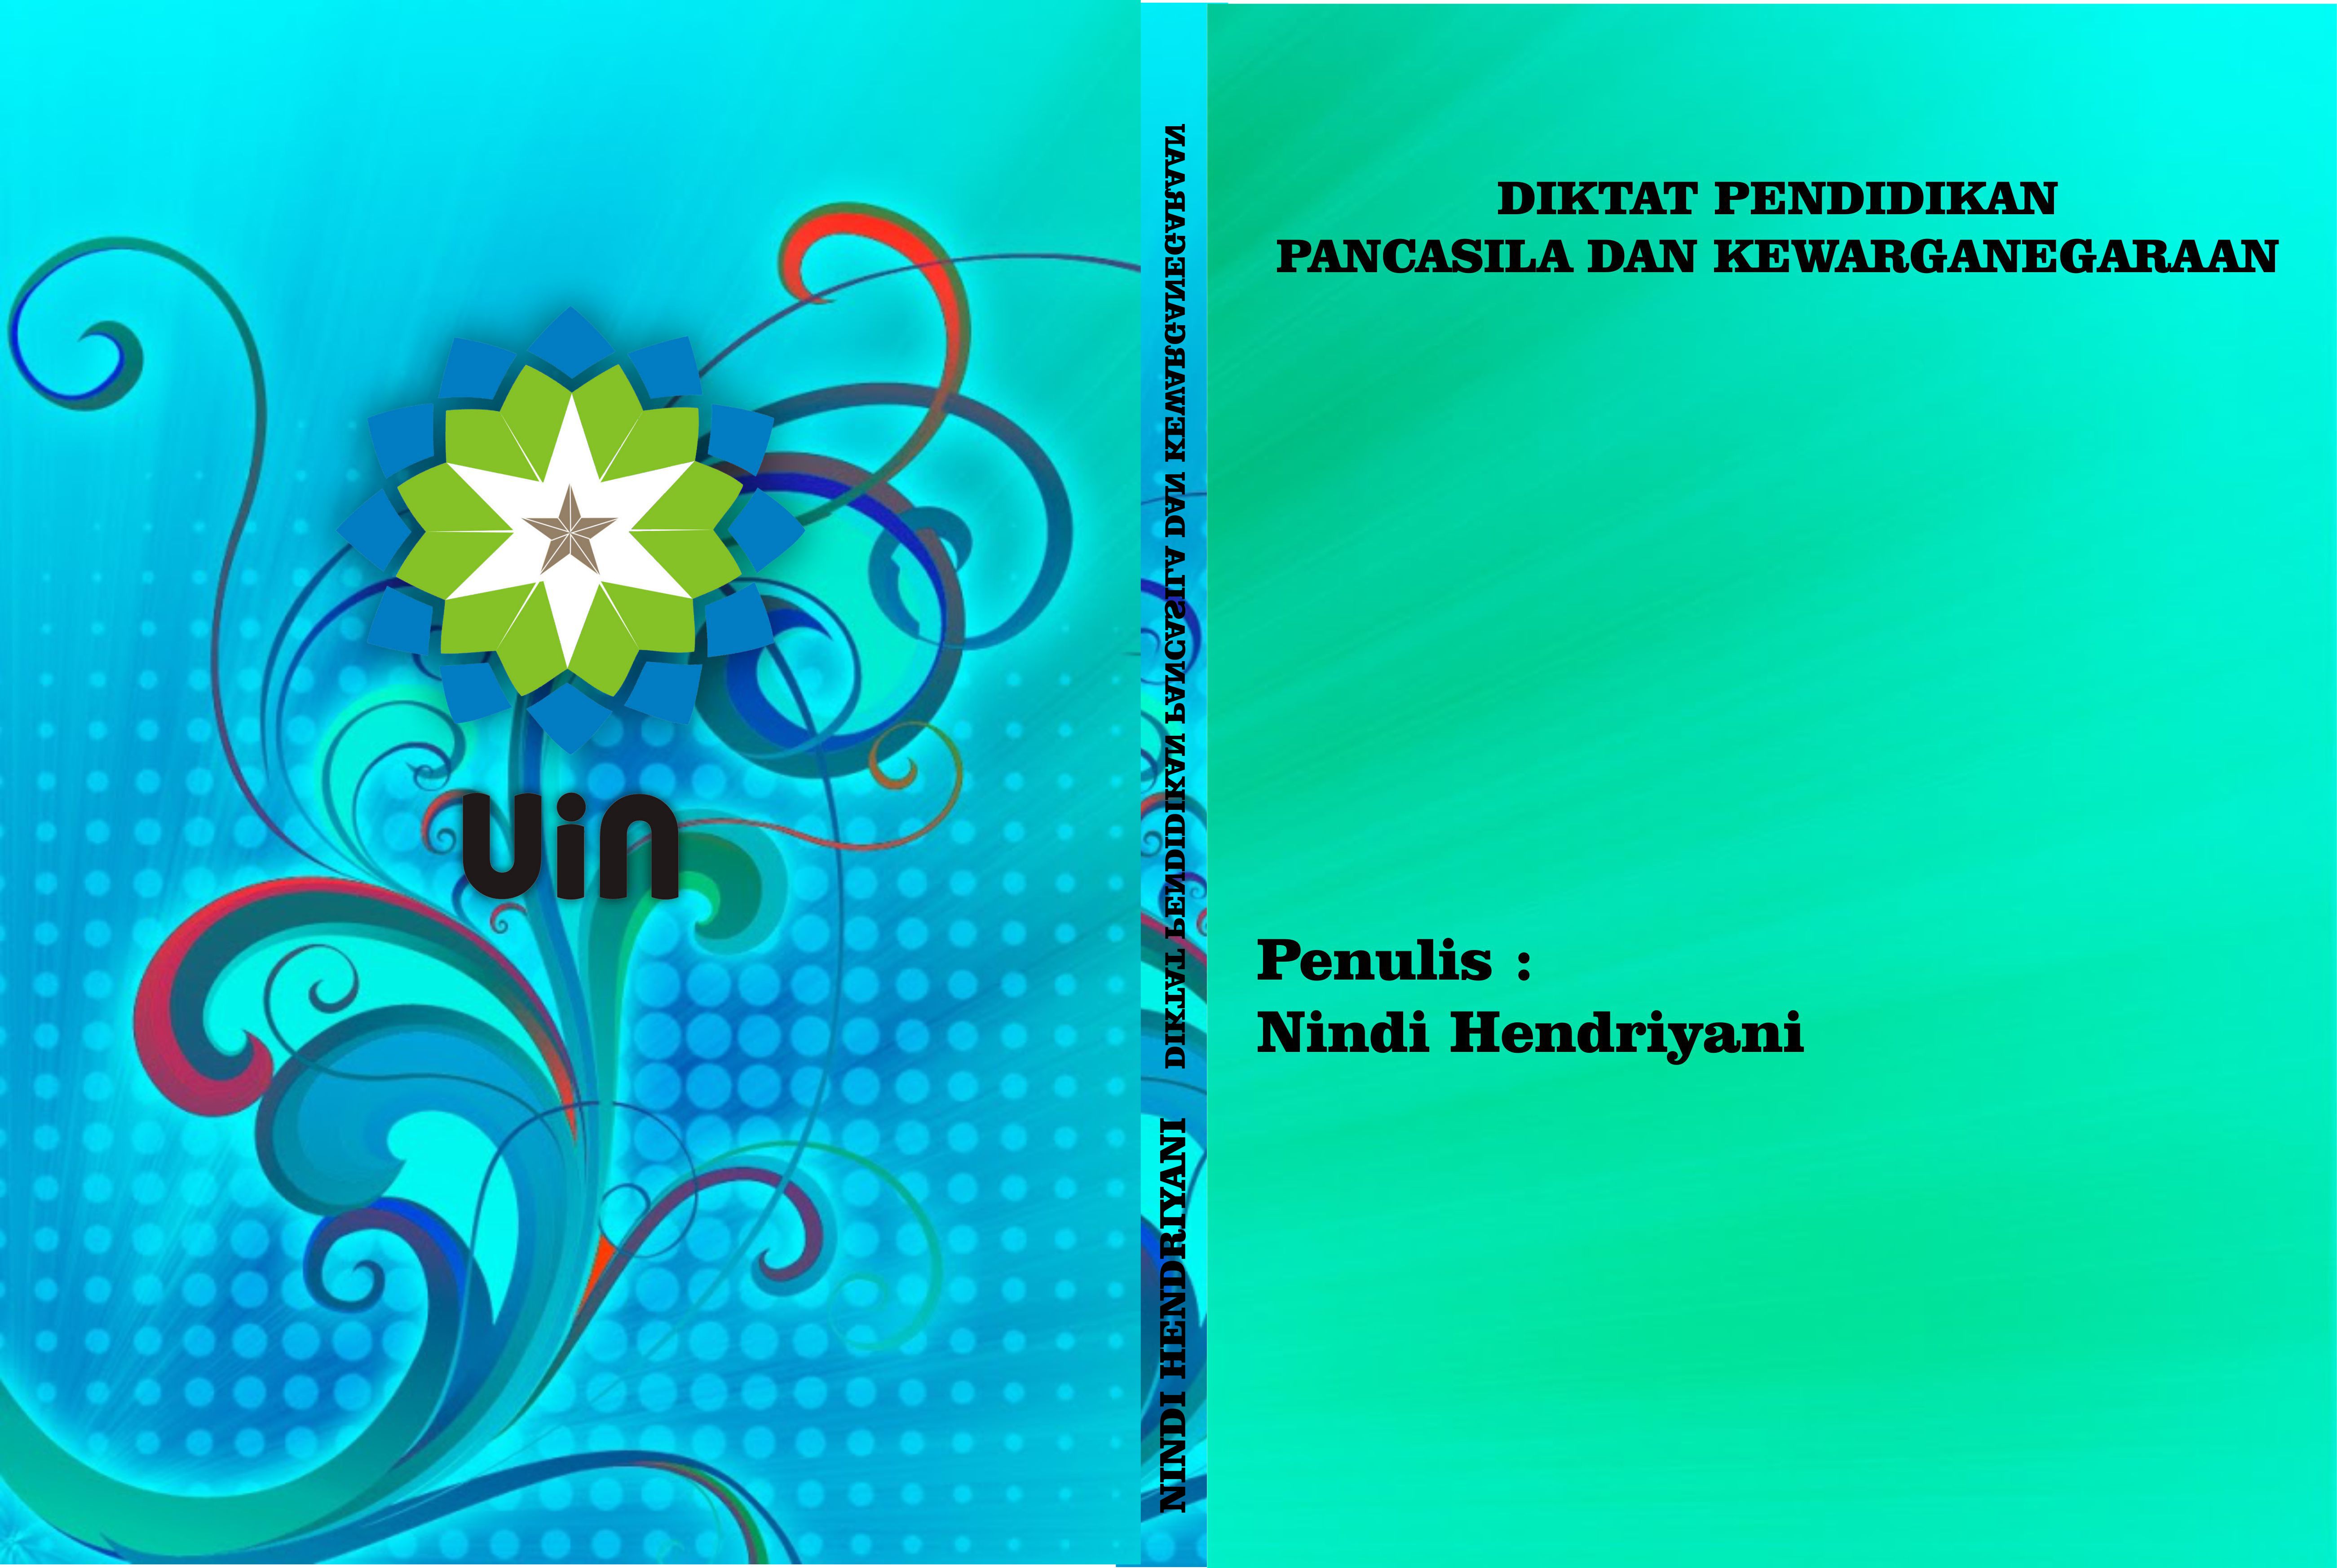 uin
DIKTAT PENDIDIKAN PANCASILA DAN KEWARGANEGARAAN
NINDI HENDRIYANI
DIKTAT PENDIDIKAN
PANCASILA DAN KEWARGANEGARAAN
Penulis :
Nindi Hendriyani